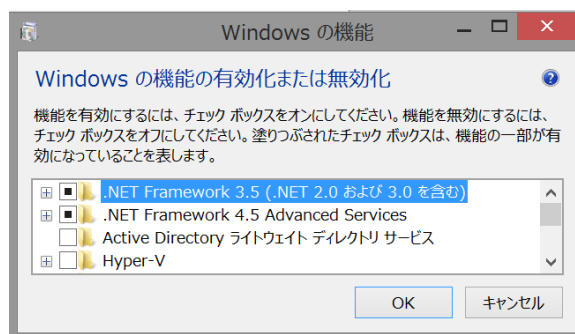 Windows の機能
Windows の機能の有効化または無効化
機能を有効にするには、チェック ボックスをオンにしてください。機能を無効にするには、
チェック ボックスをオフにしてください。塗りつぶされたチェック ボックスは、機能の一部が有
効になっていることを表します。
.NET Framework 3.5 (.NET 2.0 および 3.0 を含む)
.NET Framework 4.5 Advanced Services
Active Directory ライトウェイト ディレクトリ サービス
Hyper-V
OK キャンセル